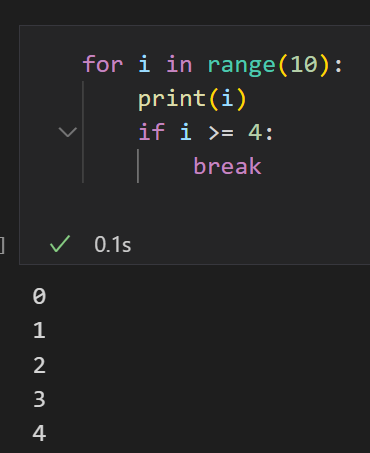 for i in range(10):
    print(i)
    if i >= 4:
        break
] 0.1s
0
1
2
3
4